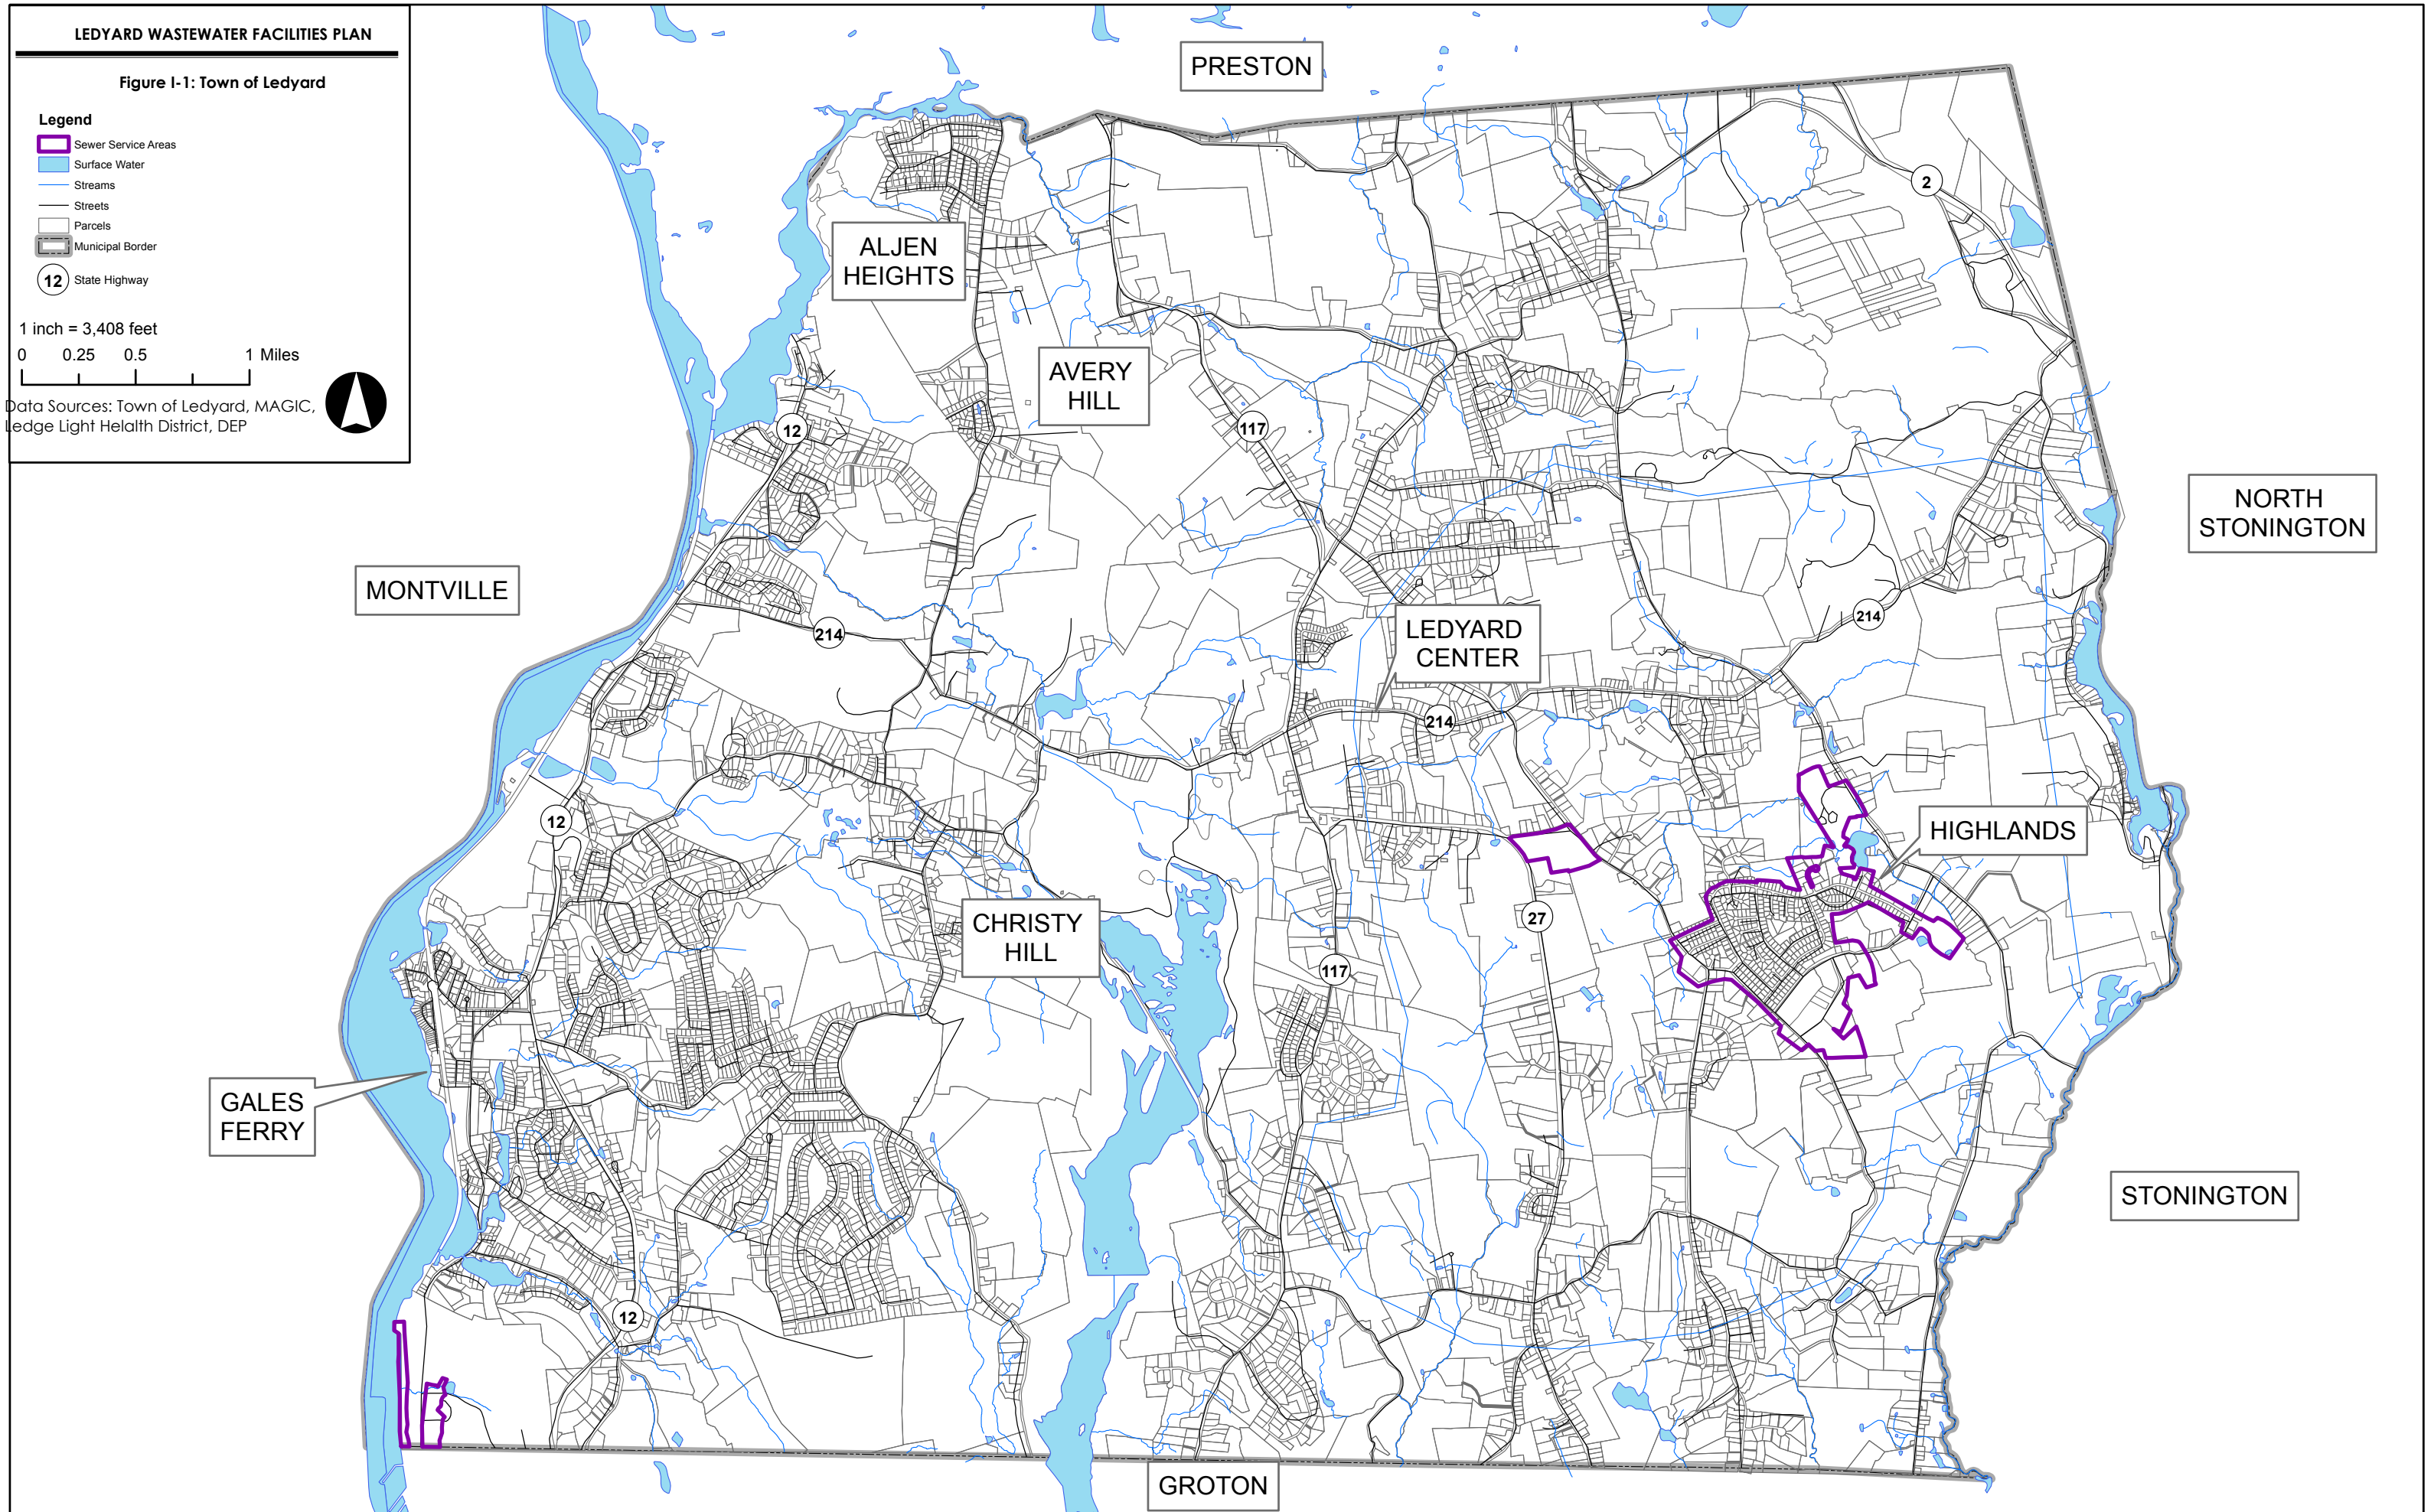 LEDYARD WASTEWATER FACILITIES PLAN
Figure I-1: Town of Ledyard
Legend
Sewer Service Areas
Surface Water
Streams
Streets
Parcels
Municipal Border
12 State Highway
1 inch = 3,408 feet
0 0.25 0.5 1 Miles
Data Sources: Town of Ledyard, MAGIC,
Ledge Light Helalth District, DEP
PRESTON
2
ALJEN
HEIGHTS
AVERY
HILL
12
117
NORTH
STONINGTON
MONTVILLE
214
LEDYARD
CENTER
214
214
12
HIGHLANDS
CHRISTY
HILL
27
117
GALES
FERRY
STONINGTON
12
GROTON